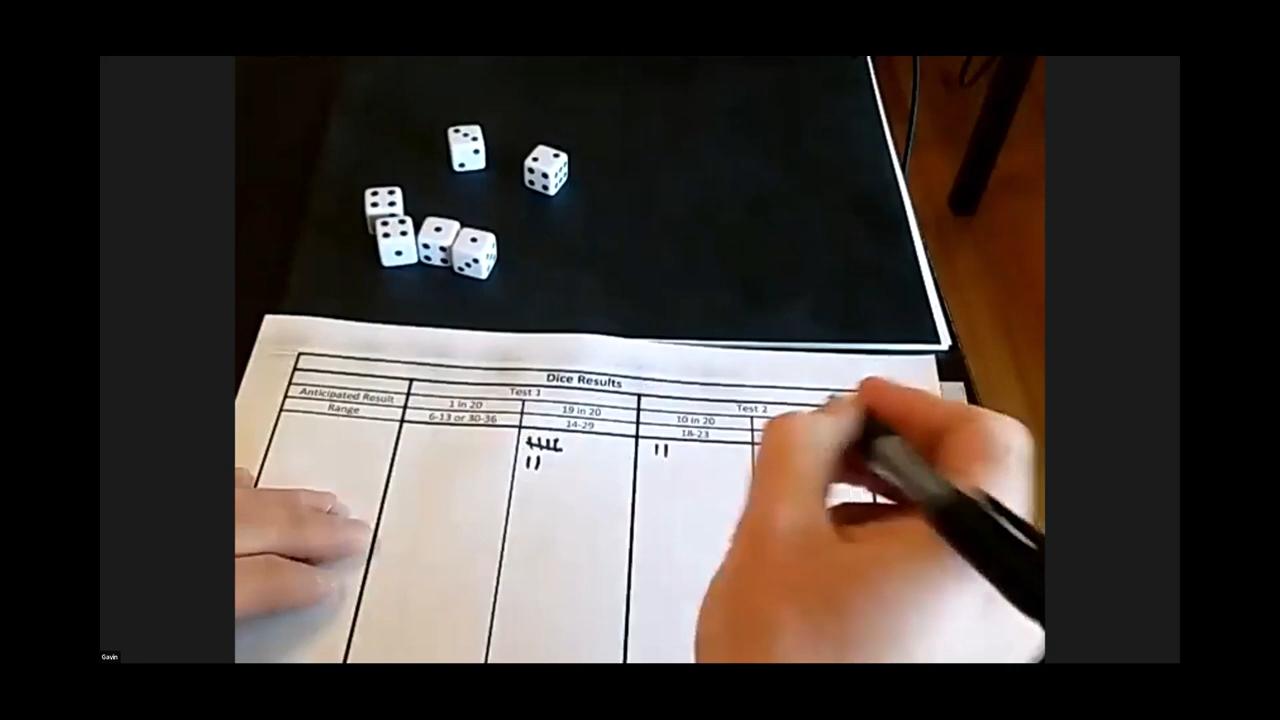 Dice Results
Test 1
Test 2
Anticipated Result
1 in 20
19 in 20
10 in 20
Range
6-13 or 30-36
14-29
18-23
Gavin